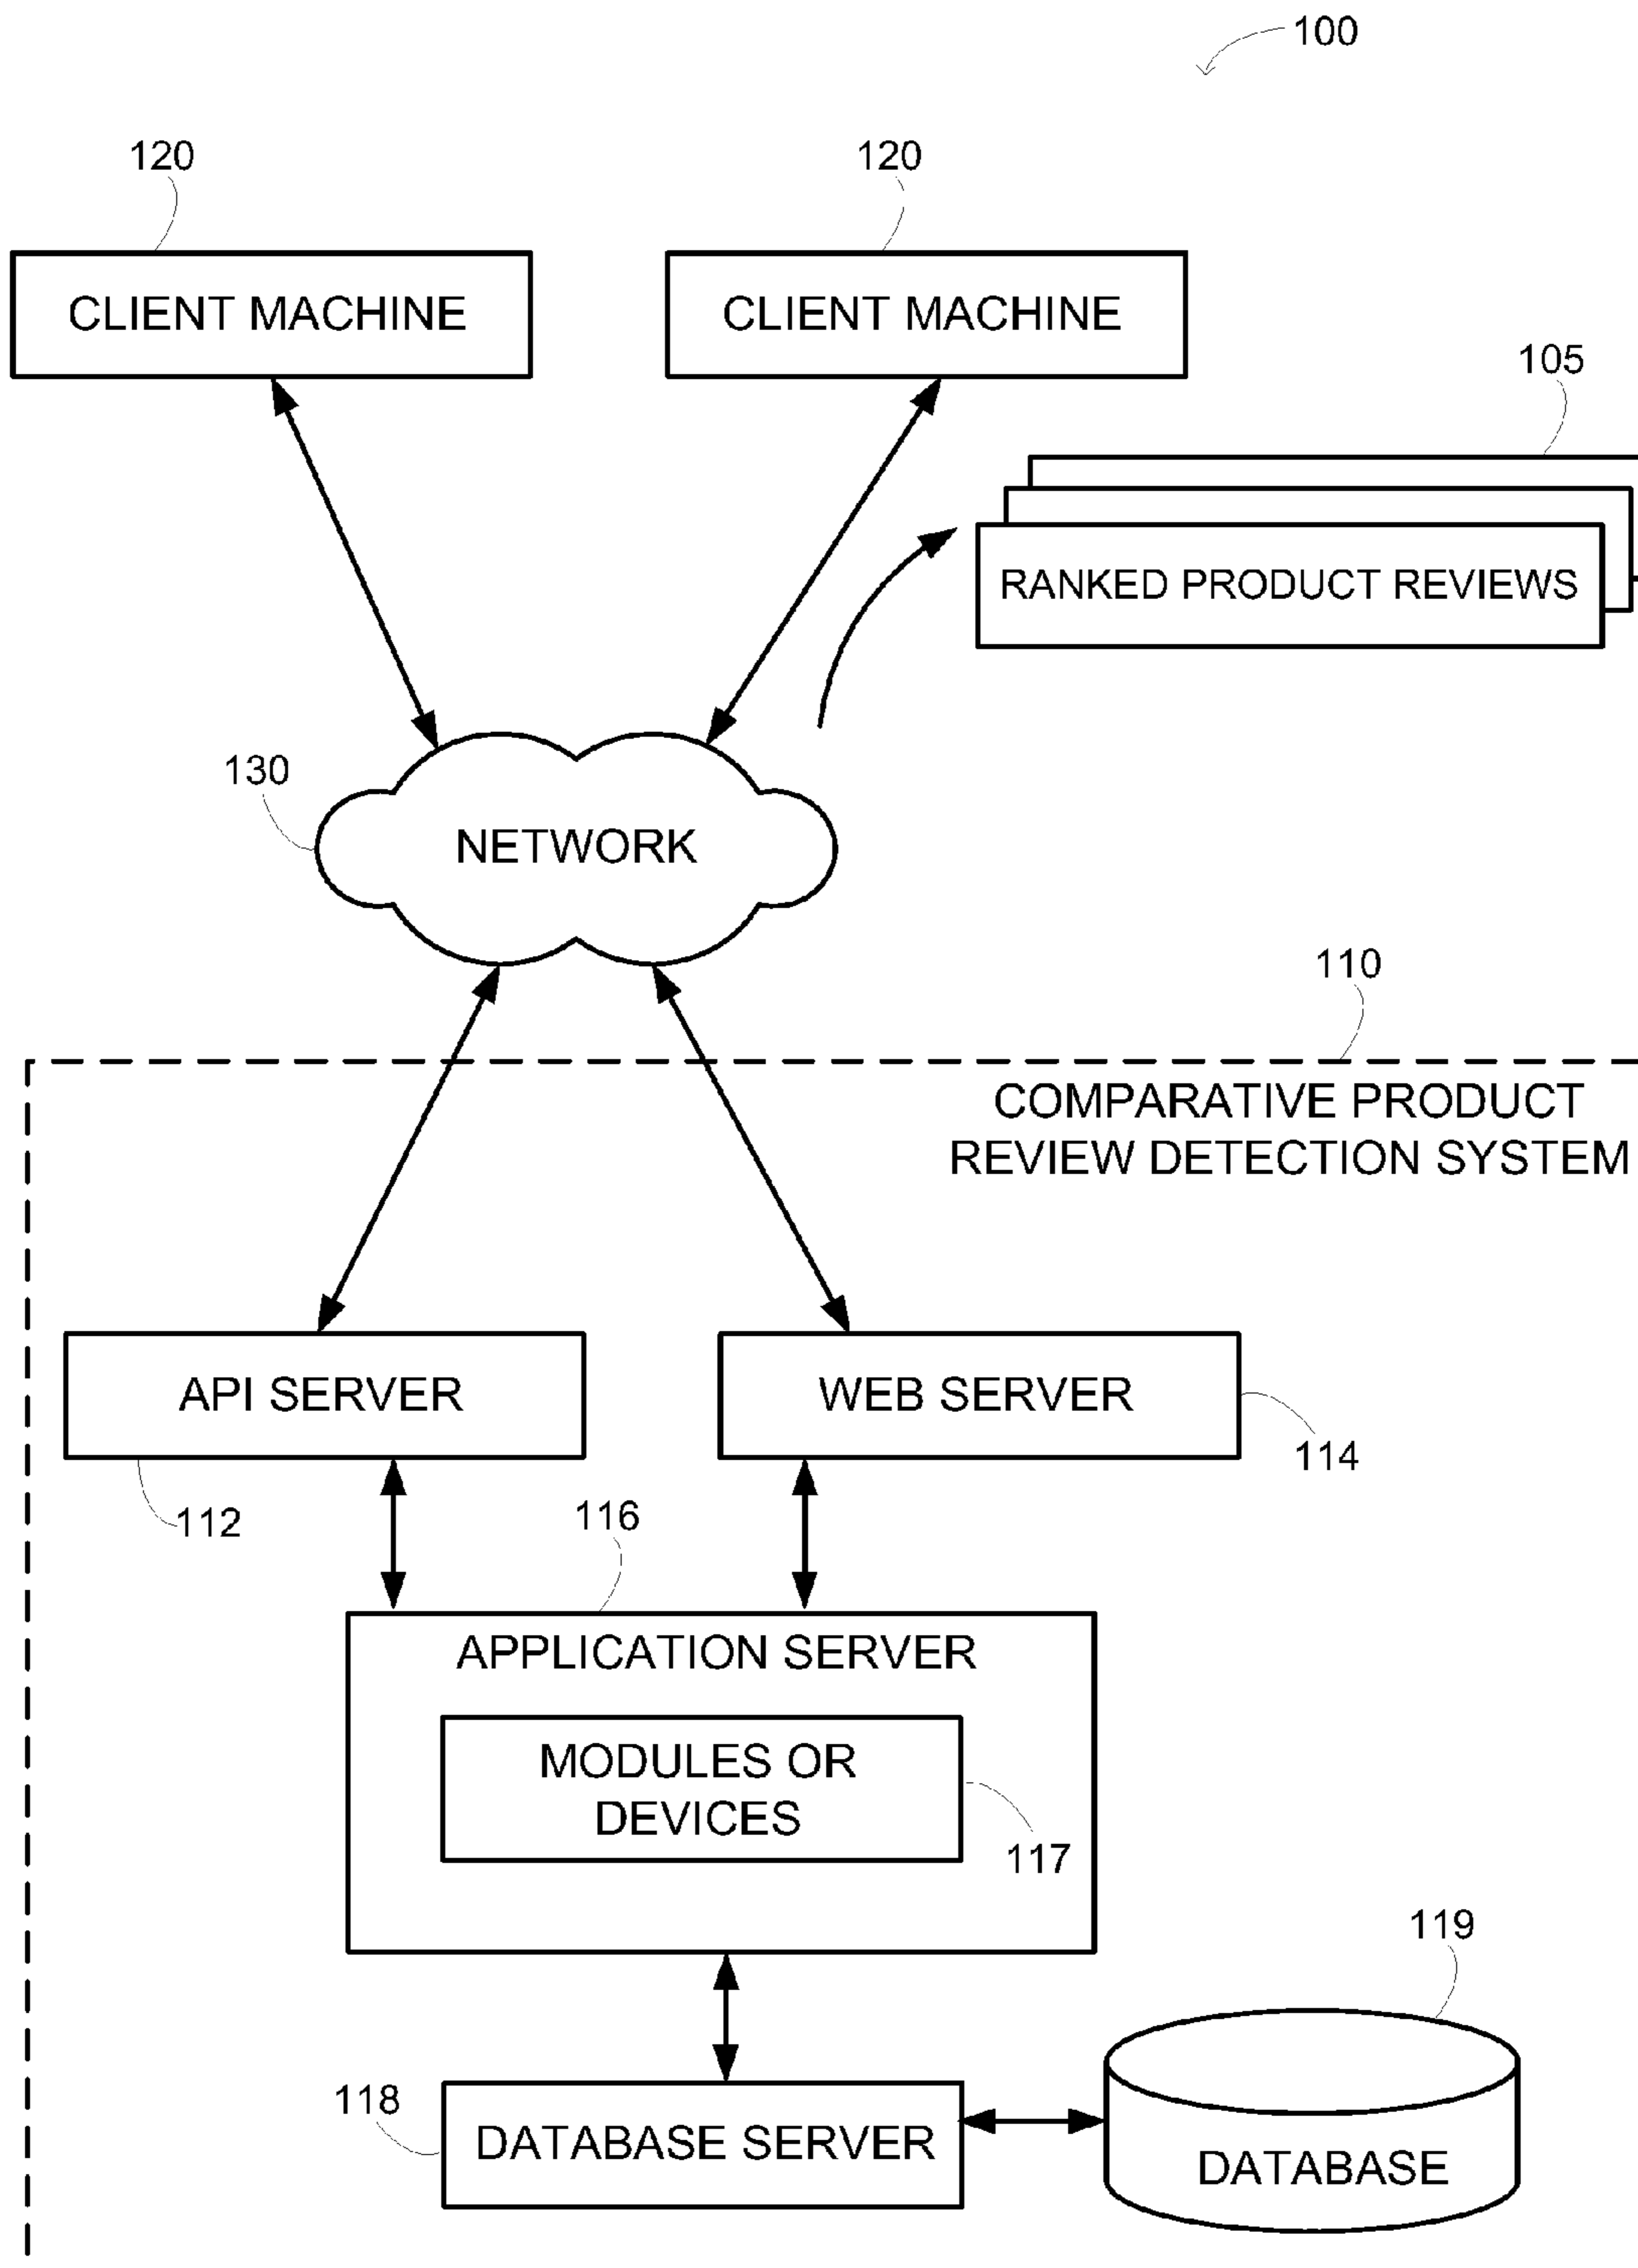 100
120
120
CLIENT MACHINE
CLIENT MACHINE
105
RANKED PRODUCT REVIEWS
130
NETWORK
110
COMPARATIVE PRODUCT
REVIEW DETECTION SYSTEM
API SERVER
WEB SERVER
114
112
116
APPLICATION SERVER
MODULES OR
DEVICES
117
119
118
DATABASE SERVER
DATABASE